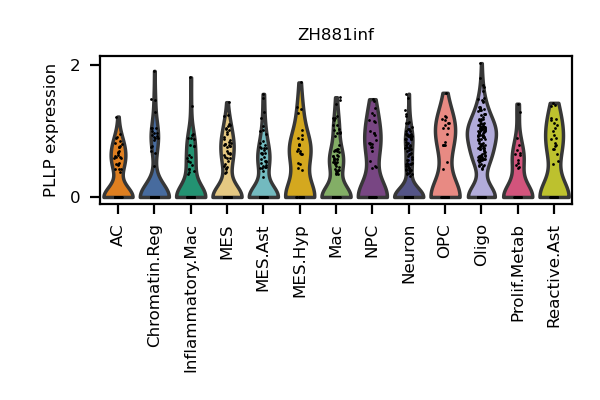 ZH881inf
PLLP expression
2
0
AC
Chromatin.Reg
Inflammatory.Mac
MES
MES.Ast
MES.Hyp
Mac
NPC
Neuron
OPC
Oligo
Prolif.Metab
Reactive.Ast